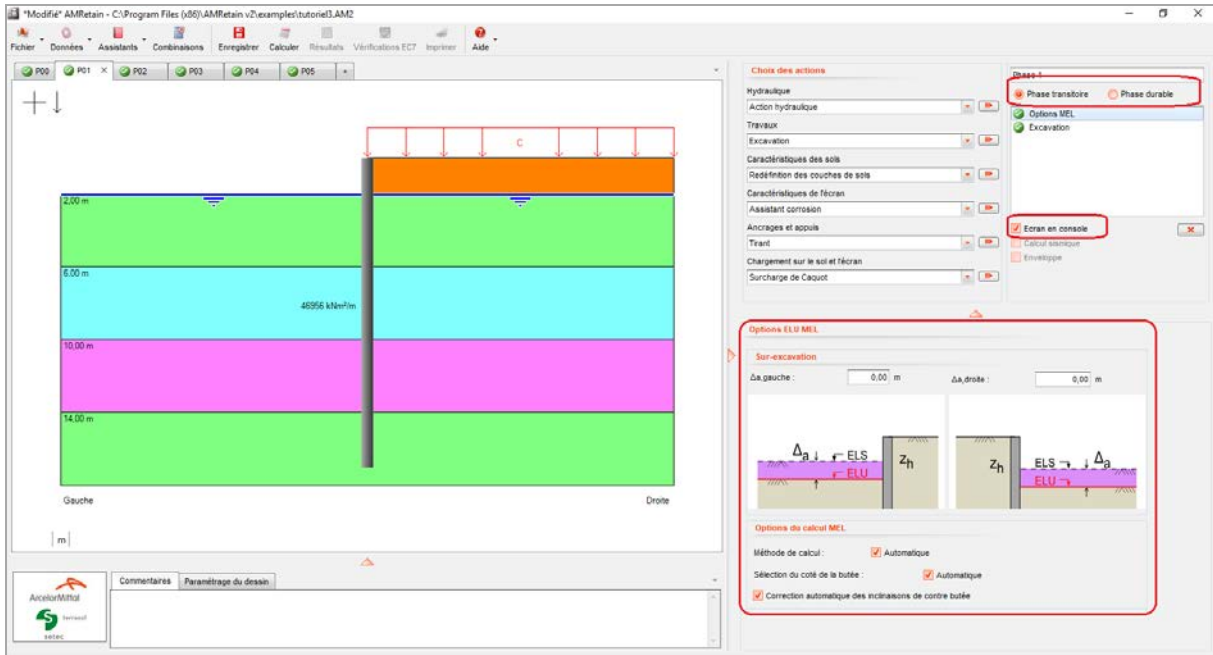 *Modifié* AMRetain - C:\Program Files (x86)\AMRetain v2\examples\tutoriel3.AM2
Fichier Données Assistants Combinaisons Enregistrer Calculer Résultats Vérifications EC7 Imprimer Aide
P00 P01 P02 P03 P04 P05
C
2,00 m
6,00 m
46956 kNm²/m
10,00 m
14,00 m
Gauche Droite
m
Commentaires Paramétrage du dessin
ArcelorMittal
terrasol
setec
Choix des actions
Hydraulique
Action hydraulique
Travaux
Excavation
Caractéristiques des sols
Redéfinition des couches de sols
Caractéristiques de l'écran
Assistant corrosion
Ancrages et appuis
Tirant
Chargement sur le sol et l'écran
Surcharge de Caquot
Phase 1
Phase transitoire Phase durable
Options MEL
Excavation
Ecran en console
Calcul sismique
Enveloppe
Options ELU MEL
Sur-excavation
Δa,gauche : 0,00 m Δa,droite : 0,00 m
Δa ELS ELU zh
zh ELS ELU Δa
Options du calcul MEL
Méthode de calcul : Automatique
Sélection du coté de la butée : Automatique
Correction automatique des inclinaisons de contre butée